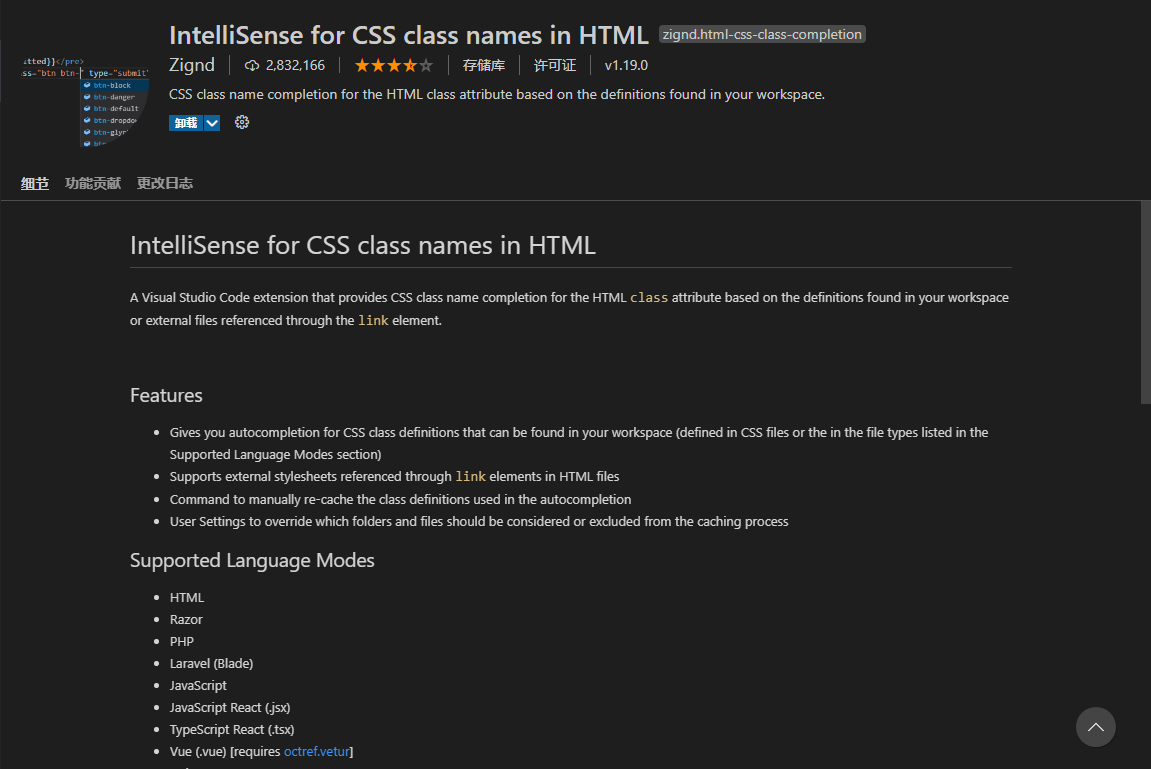 IntelliSense for CSS class names in HTML zignd.html-css-class-completion
Zignd 2,832,166 存储库 许可证 v1.19.0
CSS class name completion for the HTML class attribute based on the definitions found in your workspace.
卸载
itted}}</pre>
ss="btn btn-" type="submit"
btn-block
btn-danger
btn-default
btn-dropdo
btn-gly
细节 功能贡献 更改日志
IntelliSense for CSS class names in HTML
A Visual Studio Code extension that provides CSS class name completion for the HTML class attribute based on the definitions found in your workspace
or external files referenced through the link element.
Features
Gives you autocompletion for CSS class definitions that can be found in your workspace (defined in CSS files or the in the file types listed in the
Supported Language Modes section)
Supports external stylesheets referenced through link elements in HTML files
Command to manually re-cache the class definitions used in the autocompletion
User Settings to override which folders and files should be considered or excluded from the caching process
Supported Language Modes
HTML
Razor
PHP
Laravel (Blade)
JavaScript
JavaScript React (.jsx)
TypeScript React (.tsx)
Vue (.vue) [requires octref.vetur]